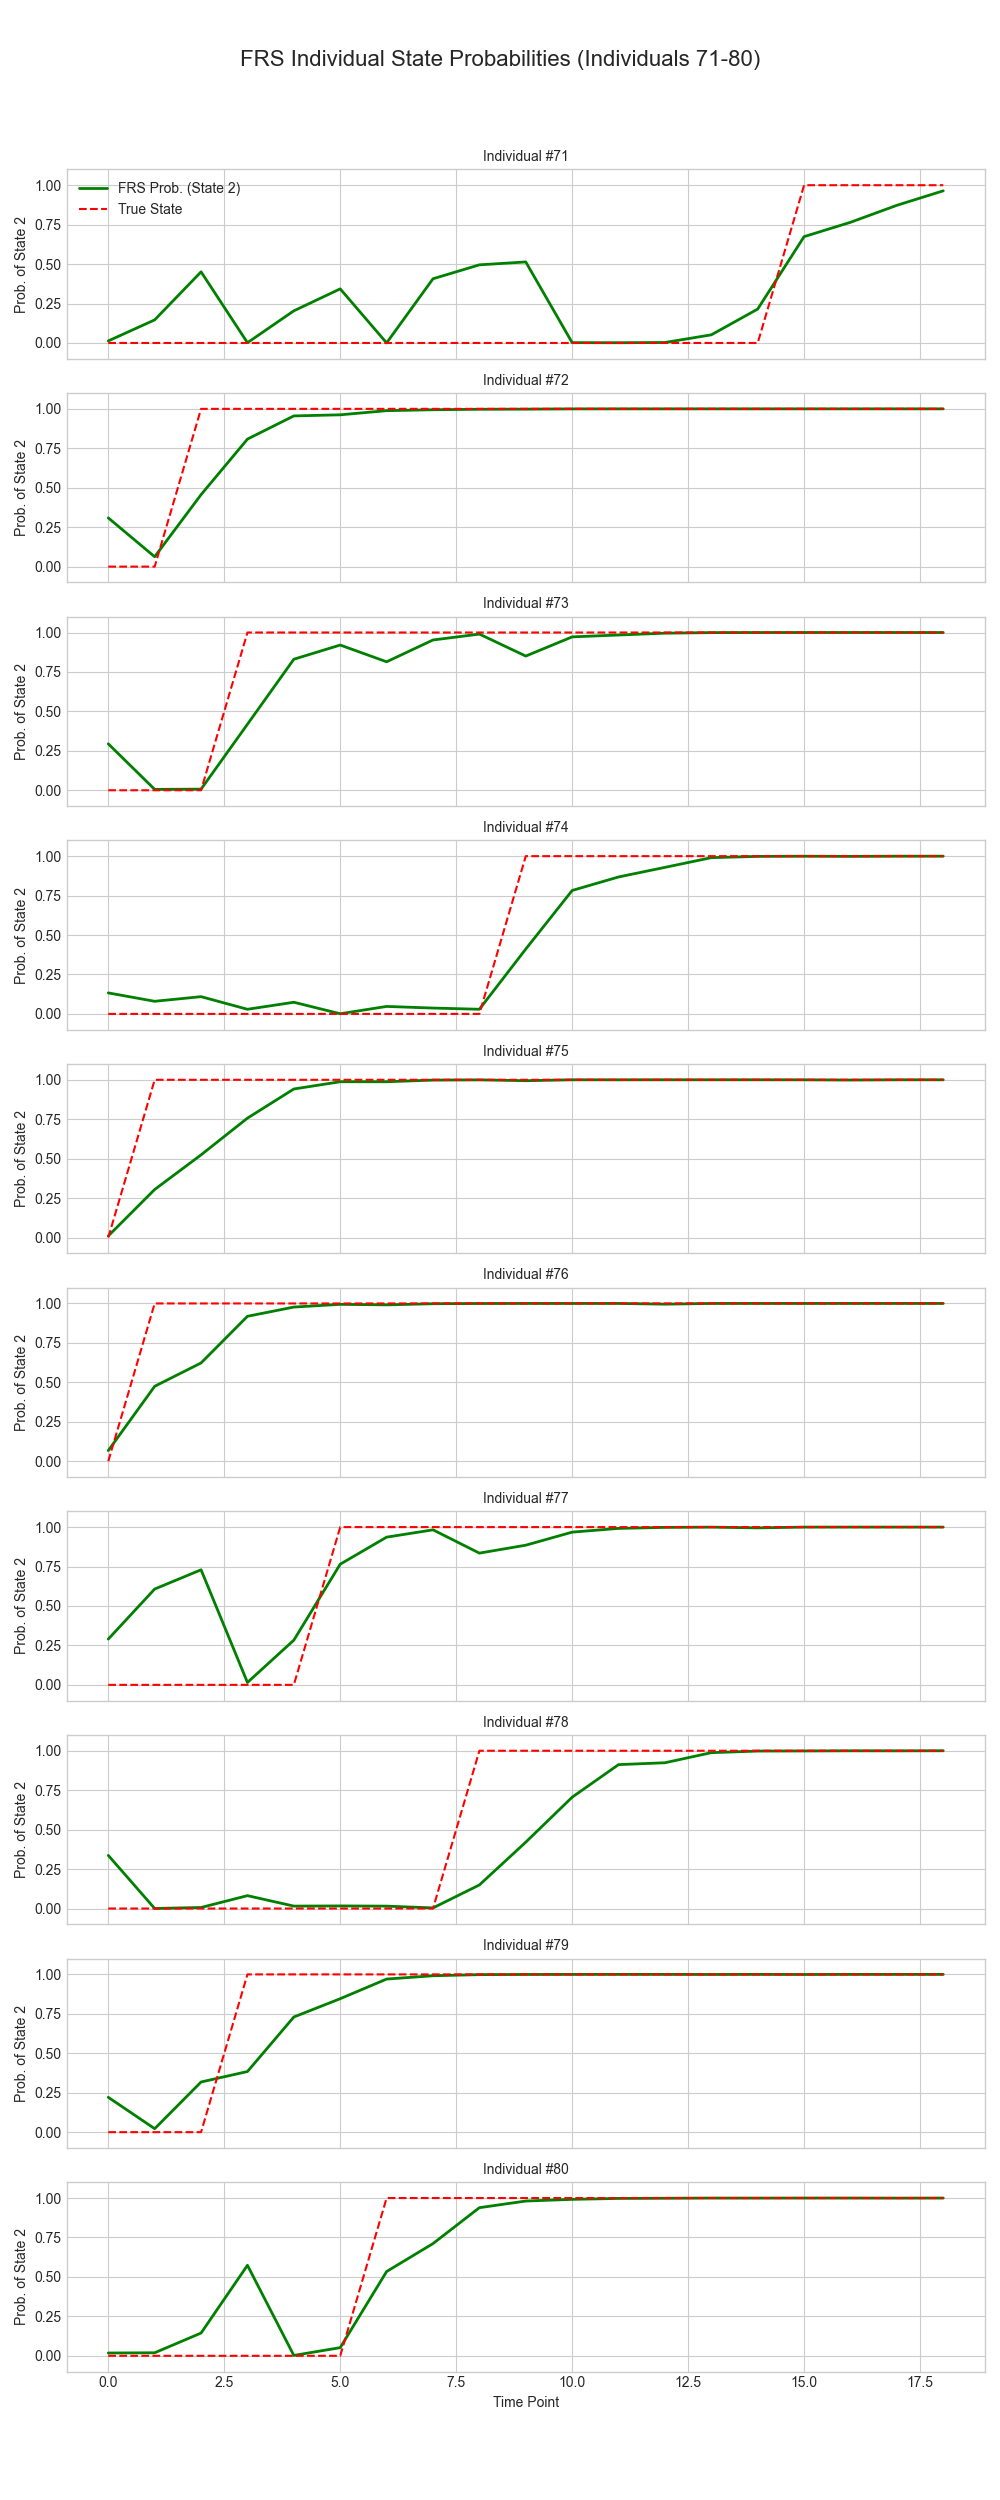 FRS Individual State Probabilities (Individuals 71-80)
Individual #71
1.00
0.75
0.50
0.25
0.00
Prob. of State 2
FRS Prob. (State 2)
True State
Individual #72
1.00
0.75
0.50
0.25
0.00
Prob. of State 2
Individual #73
1.00
0.75
0.50
0.25
0.00
Prob. of State 2
Individual #74
1.00
0.75
0.50
0.25
0.00
Prob. of State 2
Individual #75
1.00
0.75
0.50
0.25
0.00
Prob. of State 2
Individual #76
1.00
0.75
0.50
0.25
0.00
Prob. of State 2
Individual #77
1.00
0.75
0.50
0.25
0.00
Prob. of State 2
Individual #78
1.00
0.75
0.50
0.25
0.00
Prob. of State 2
Individual #79
1.00
0.75
0.50
0.25
0.00
Prob. of State 2
Individual #80
1.00
0.75
0.50
0.25
0.00
Prob. of State 2
0.0 2.5 5.0 7.5 10.0 12.5 15.0 17.5
Time Point